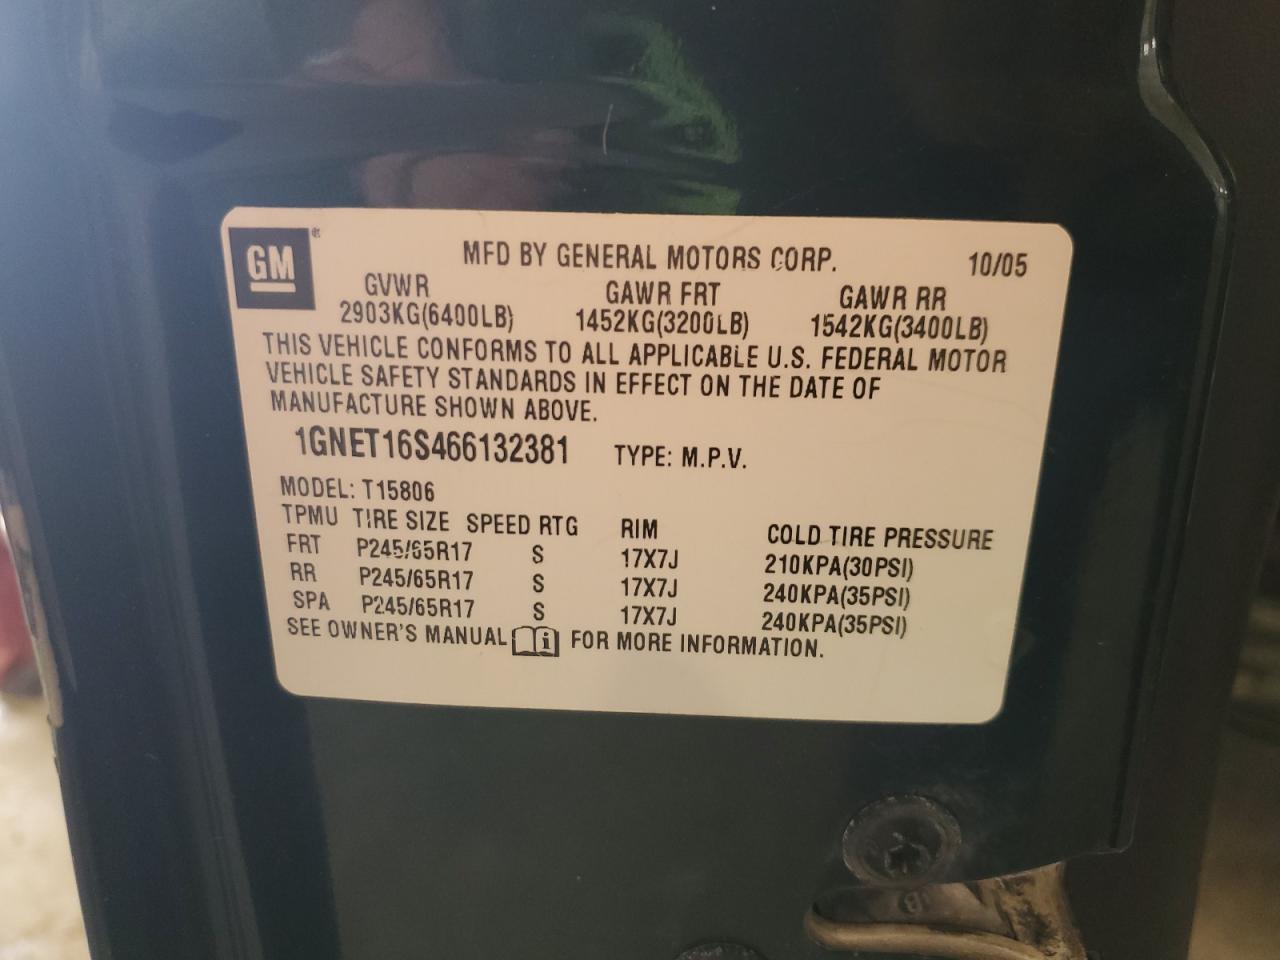 GM
MFD BY GENERAL MOTORS CORP. 10/05
GVWR GAWR FRT GAWR RR
2903KG(6400LB) 1452KG(3200LB) 1542KG(3400LB)
THIS VEHICLE CONFORMS TO ALL APPLICABLE U.S. FEDERAL MOTOR
VEHICLE SAFETY STANDARDS IN EFFECT ON THE DATE OF
MANUFACTURE SHOWN ABOVE.
1GNET16S466132381 TYPE: M.P.V.
MODEL: T15806
TPMU TIRE SIZE SPEED RTG RIM COLD TIRE PRESSURE
FRT P245/65R17 S 17X7J 210KPA(30PSI)
RR P245/65R17 S 17X7J 240KPA(35PSI)
SPA P245/65R17 S 17X7J 240KPA(35PSI)
SEE OWNER'S MANUAL i FOR MORE INFORMATION.